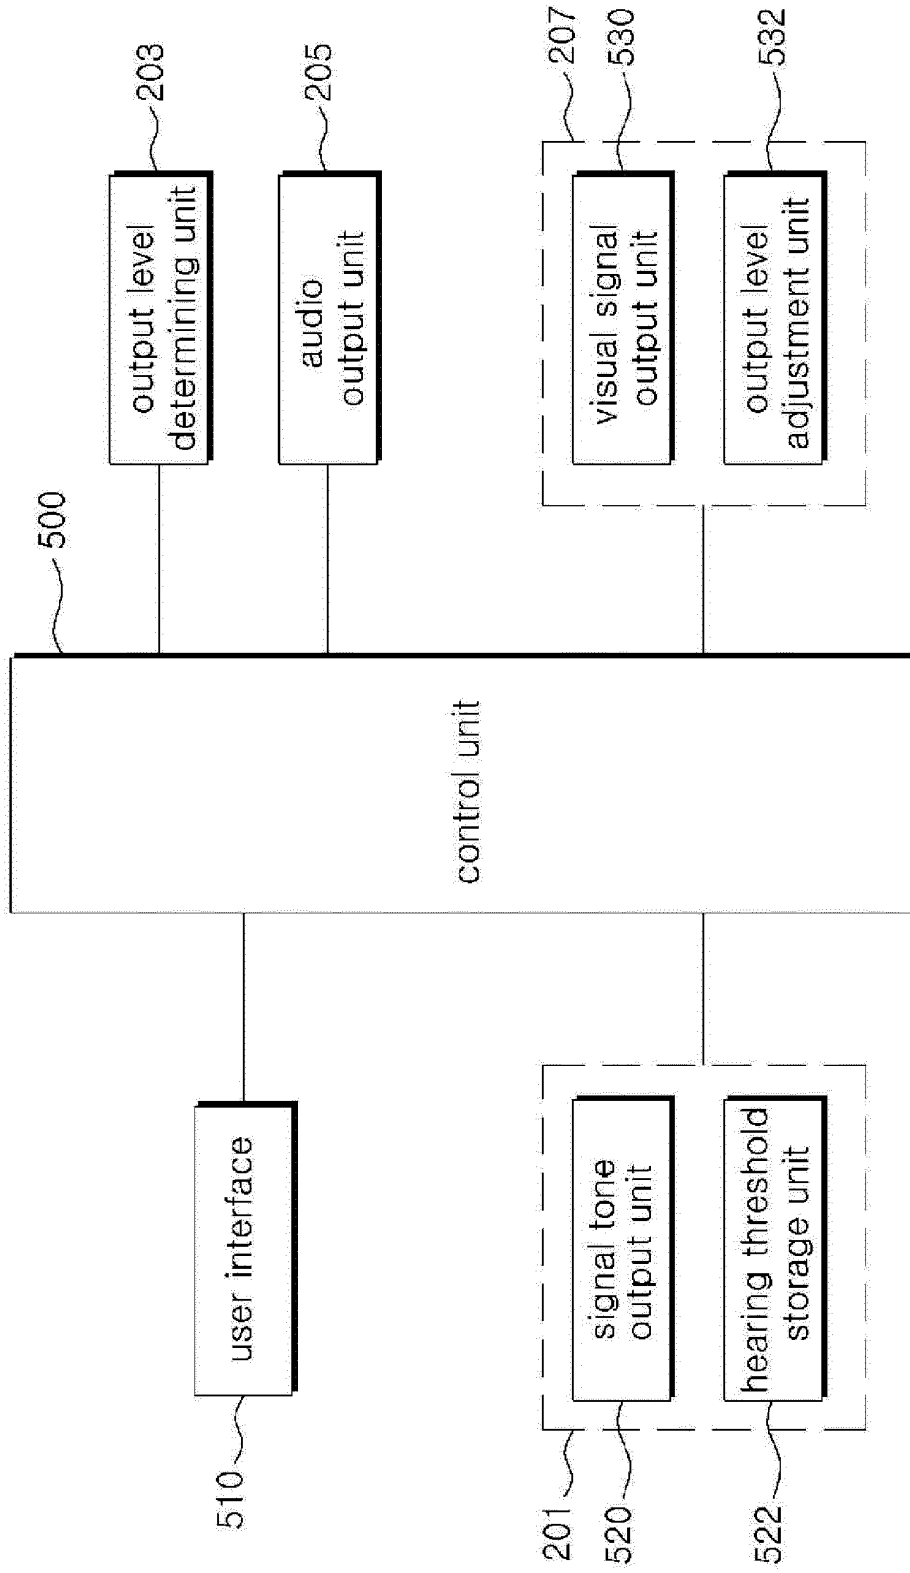 500
203
output level
determining unit
205
audio
output unit
user interface
510
control unit
207
visual signal
output unit
530
output level
adjustment unit
532
201
signal tone
output unit
520
hearing threshold
storage unit
522